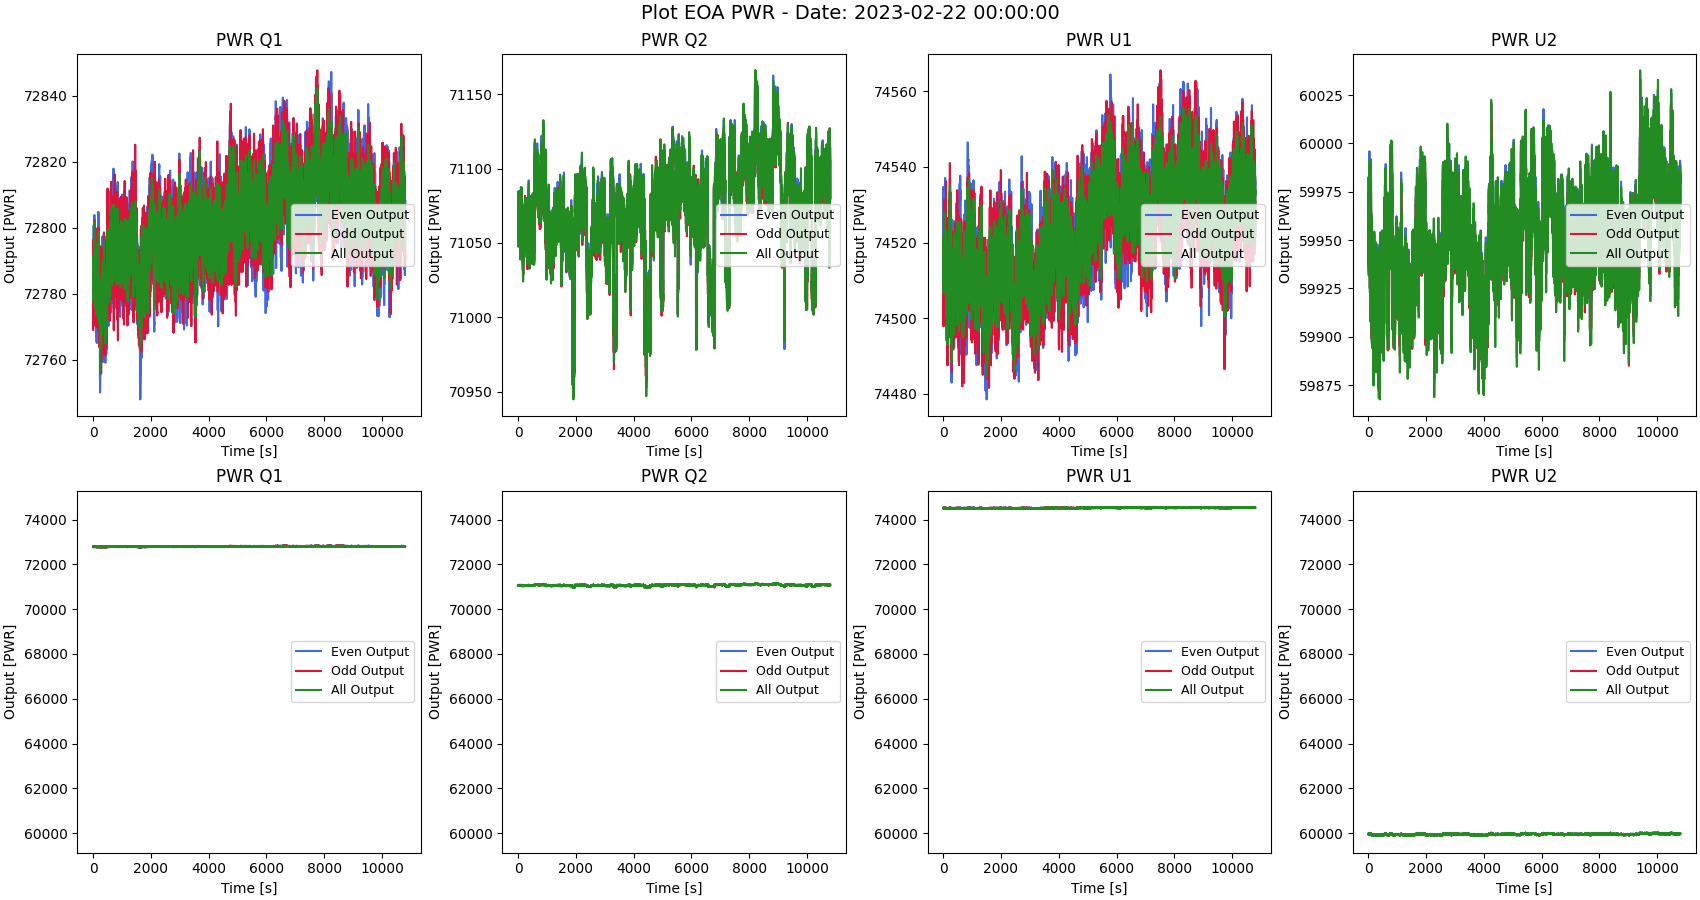 Plot EOA PWR - Date: 2023-02-22 00:00:00
PWR Q1
Output [PWR]
72840
72820
72800
72780
72760
Even Output
Odd Output
All Output
0 2000 4000 6000 8000 10000
Time [s]
PWR Q2
Output [PWR]
71150
71100
71050
71000
70950
Even Output
Odd Output
All Output
0 2000 4000 6000 8000 10000
Time [s]
PWR U1
Output [PWR]
74560
74540
74520
74500
74480
Even Output
Odd Output
All Output
0 2000 4000 6000 8000 10000
Time [s]
PWR U2
Output [PWR]
60025
60000
59975
59950
59925
59900
59875
Even Output
Odd Output
All Output
0 2000 4000 6000 8000 10000
Time [s]
PWR Q1
Output [PWR]
74000
72000
70000
68000
66000
64000
62000
60000
Even Output
Odd Output
All Output
0 2000 4000 6000 8000 10000
Time [s]
PWR Q2
Output [PWR]
74000
72000
70000
68000
66000
64000
62000
60000
Even Output
Odd Output
All Output
0 2000 4000 6000 8000 10000
Time [s]
PWR U1
Output [PWR]
74000
72000
70000
68000
66000
64000
62000
60000
Even Output
Odd Output
All Output
0 2000 4000 6000 8000 10000
Time [s]
PWR U2
Output [PWR]
74000
72000
70000
68000
66000
64000
62000
60000
Even Output
Odd Output
All Output
0 2000 4000 6000 8000 10000
Time [s]